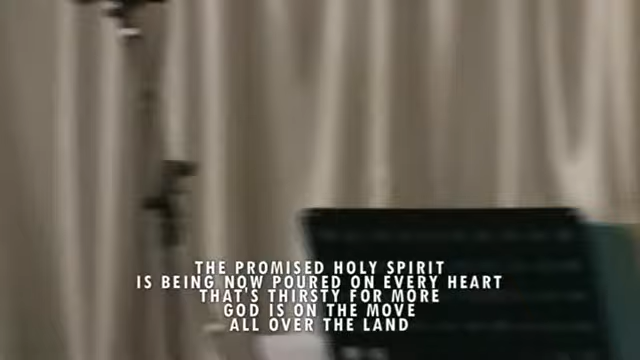 THE PROMISED HOLY SPIRIT
IS BEING NOW POURED ON EVERY HEART
THAT'S THIRSTY FOR MORE
GOD IS ON THE MOVE
ALL OVER THE LAND